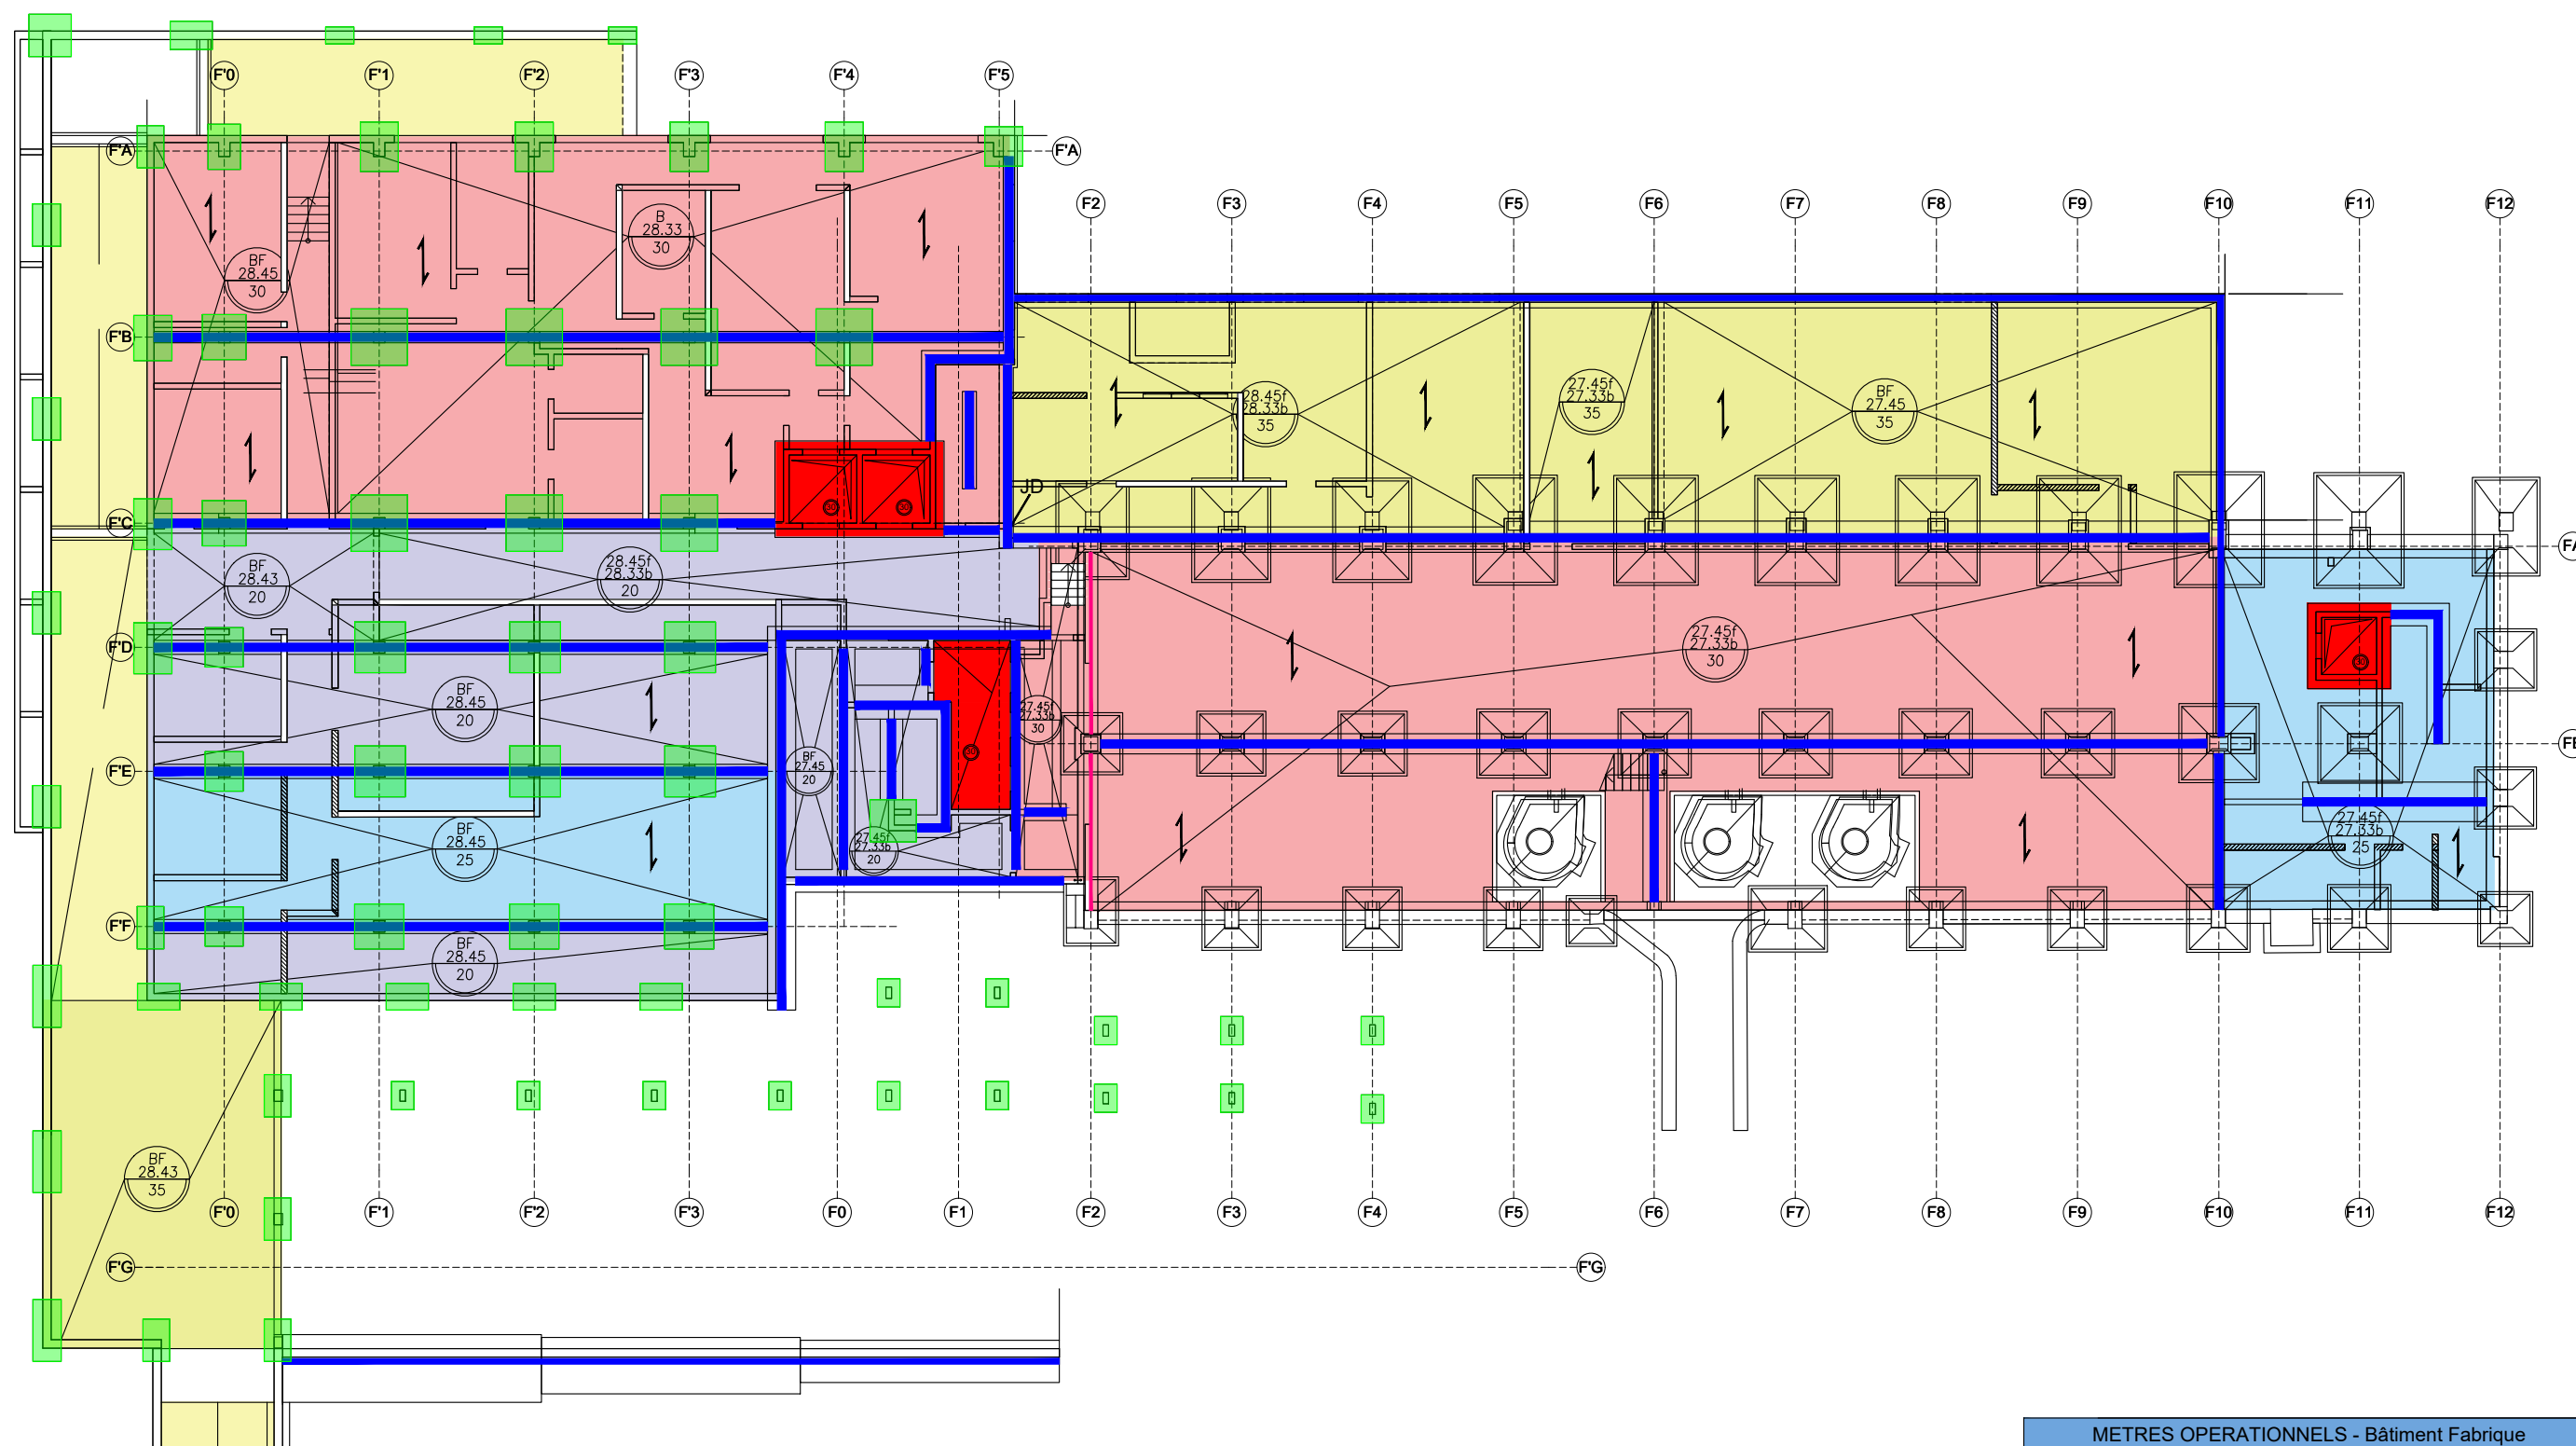 F'0 F'1 F'2 F'3 F'4 F'5
F'A F'A
F2 F3 F4 F5 F6 F7 F8 F9 F10 F11 F12
B
28.33
30
BF
28.45
30
F'B
28.45f
28.33b
35
27.45f
27.33b
35
BF
27.45
35
JD
30 30
F'C
FA
BF
28.43
20
28.45f
28.33b
20
27.45f
27.33b
30
30
F'D
BF
28.45
20
27.45f
27.33b
30
F'E
BF
27.45
20
30
BF
28.45
25
27.45f
27.33b
20
27.45f
27.33b
25
F'F
BF
28.45
20
BF
28.43
35
F'0 F'1 F'2 F'3 F0 F1 F2 F3 F4 F5 F6 F7 F8 F9 F10 F11 F12
F'G F'G
METRES OPERATIONNELS - Bâtiment Fabrique